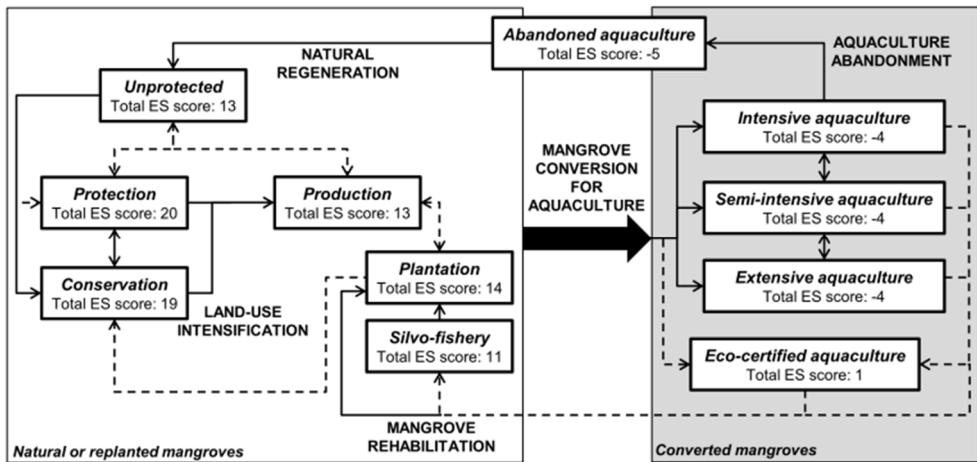 Abandoned aquaculture
Total ES score: -5
NATURAL
REGENERATION
AQUACULTURE
ABANDONMENT
Unprotected
Total ES score: 13
Intensive aquaculture
Total ES score: -4
MANGROVE
CONVERSION
FOR
AQUACULTURE
Protection
Total ES score: 20
Production
Total ES score: 13
Semi-intensive aquaculture
Total ES score: -4
Conservation
Total ES score: 19
LAND-USE
INTENSIFICATION
Plantation
Total ES score: 14
Extensive aquaculture
Total ES score: -4
Silvo-fishery
Total ES score: 11
Eco-certified aquaculture
Total ES score: 1
MANGROVE
REHABILITATION
Natural or replanted mangroves
Converted mangroves